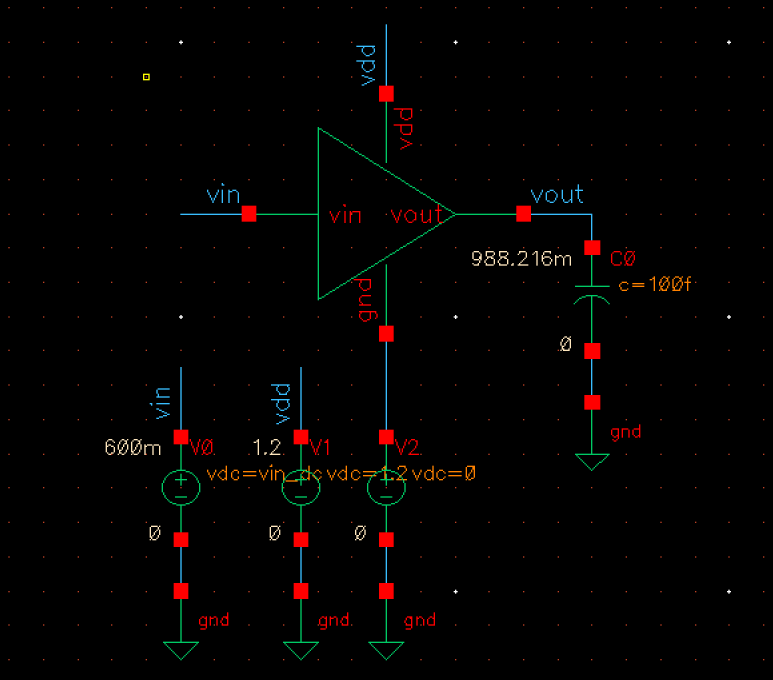 vdd
vdd
vin
vin
vout
vout
988.216m
C0
c=100f
gnd
0
gnd
vin
vdd
600m
V0
1.2
V1
V2
vdc=vin_dc
vdc=1.2
vdc=0
0
0
0
gnd
gnd
gnd